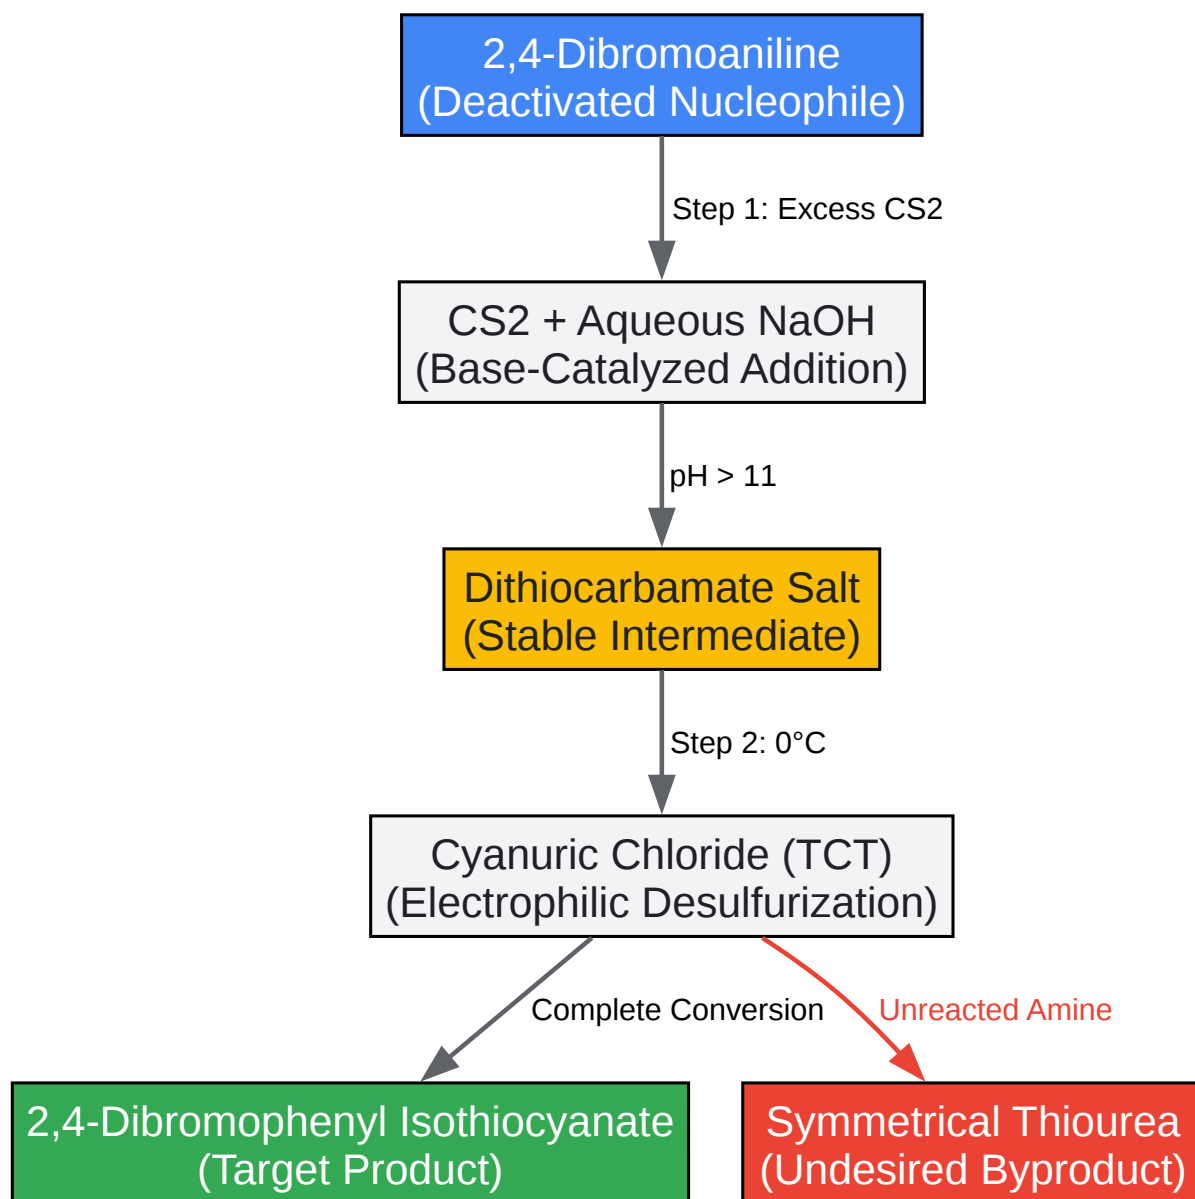 2,4-Dibromoaniline
(Deactivated Nucleophile)
Step 1: Excess CS2
CS2 + Aqueous NaOH
(Base-Catalyzed Addition)
pH > 11
Dithiocarbamate Salt
(Stable Intermediate)
Step 2: 0°C
Cyanuric Chloride (TCT)
(Electrophilic Desulfurization)
Complete Conversion
Unreacted Amine
2,4-Dibromophenyl Isothiocyanate
(Target Product)
Symmetrical Thiourea
(Undesired Byproduct)